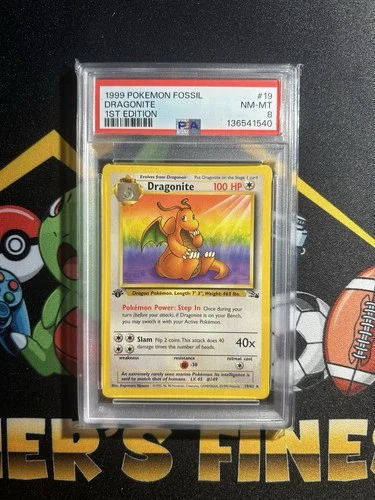 1999 POKEMON FOSSIL #19
DRAGONITE NM-MT
1ST EDITION 8
PSA 136541540
Evolves from Dragonair Put Dragonite on the Stage 1 card
STAGE 2
Dragonite 100 HP
Dragon Pokémon. Length: 7' 3", Weight: 463 lbs.
Pokémon Power: Step In Once during your
turn (before your attack), if Dragonite is on your Bench,
you may switch it with your Active Pokémon.
Slam Flip 2 coins. This attack does 40
damage times the number of heads. 40x
weakness resistance retreat cost
-30
An extremely rarely seen marine Pokémon. Its intelligence is
said to match that of humans. LV. 45 #149
19/62
ER'S FINES